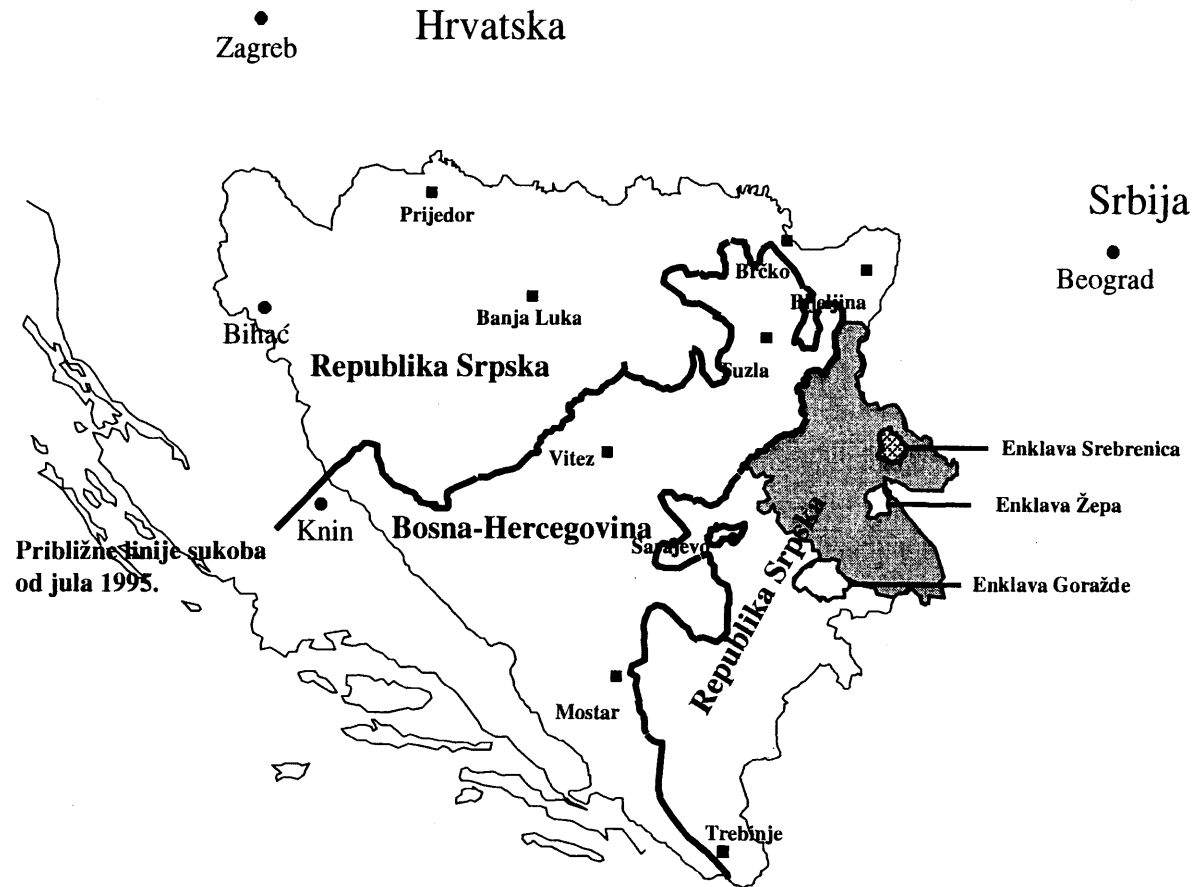 Hrvatska
Zagreb
Srbija
Beograd
Prijedor
Brčko
Bijeljina
Banja Luka
Bihać
Republika Srpska
Tuzla
Vitez
Enklava Srebrenica
Enklava Žepa
Knin
Bosna-Hercegovina
Sarajevo
Približne linije sukoba
od jula 1995.
Republika Srpska
Enklava Goražde
Mostar
Trebinje